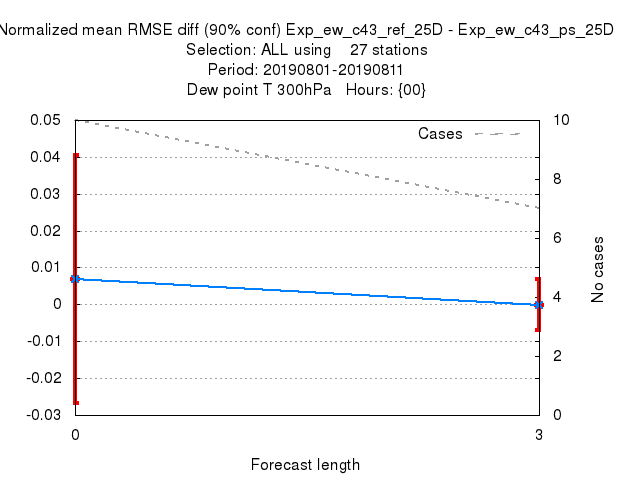 Normalized mean RMSE diff (90% conf) Exp_ew_c43_ref_25D - Exp_ew_c43_ps_25D
Selection: ALL using    27 stations
Period: 20190801-20190811
Dew point T 300hPa   Hours: {00}
Cases
0.05
0.04
0.03
0.02
0.01
0
-0.01
-0.02
-0.03
10
8
6
4
2
0
No cases
0
3
Forecast length